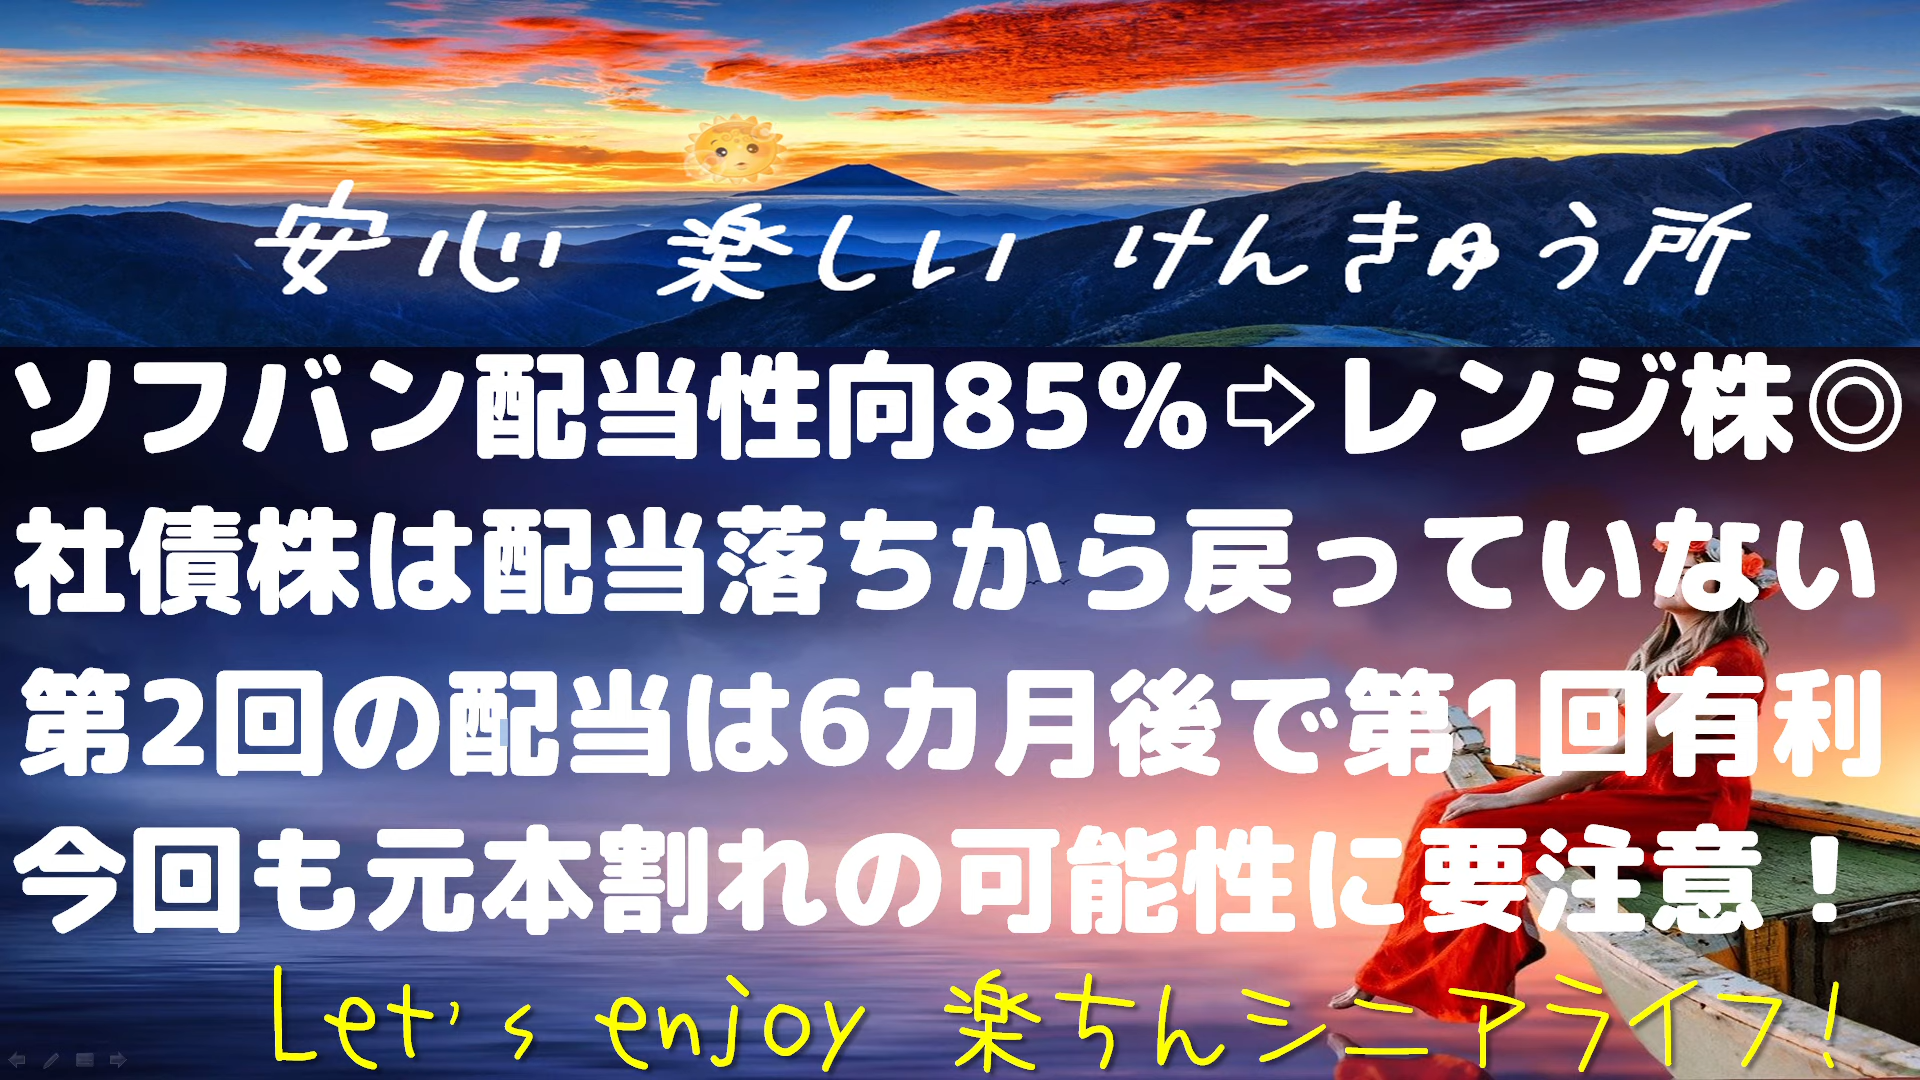 安心 楽しい けんきゅう所
ソフバン配当性向85%⇨レンジ株◎
社債株は配当落ちから戻っていない
第2回の配当は6カ月後で第1回有利
今回も元本割れの可能性に要注意！
Let's enjoy 楽ちんシニアライフ！